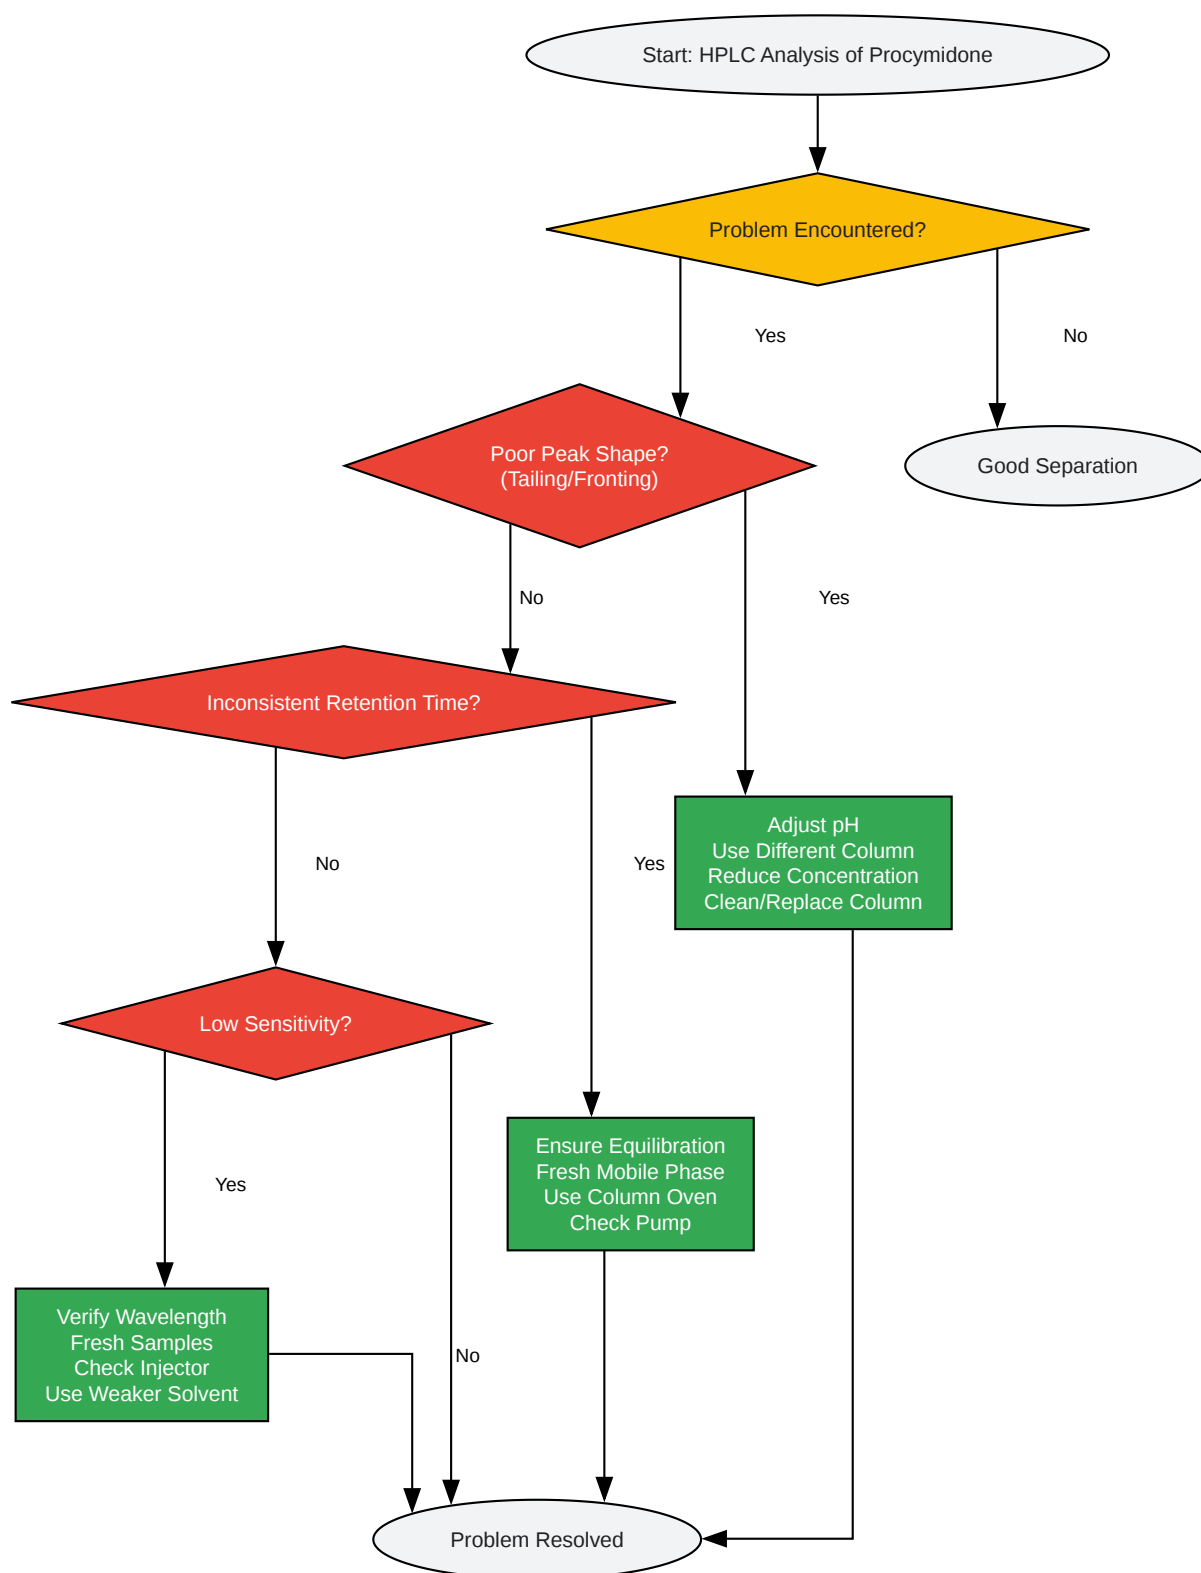 Start: HPLC Analysis of Procymidone
Problem Encountered?
Yes
No
Poor Peak Shape?
(Tailing/Fronting)
Good Separation
No
Yes
Inconsistent Retention Time?
No
Yes
Adjust pH
Use Different Column
Reduce Concentration
Clean/Replace Column
Low Sensitivity?
Ensure Equilibration
Fresh Mobile Phase
Use Column Oven
Check Pump
Yes
Verify Wavelength
Fresh Samples
Check Injector
Use Weaker Solvent
No
Problem Resolved